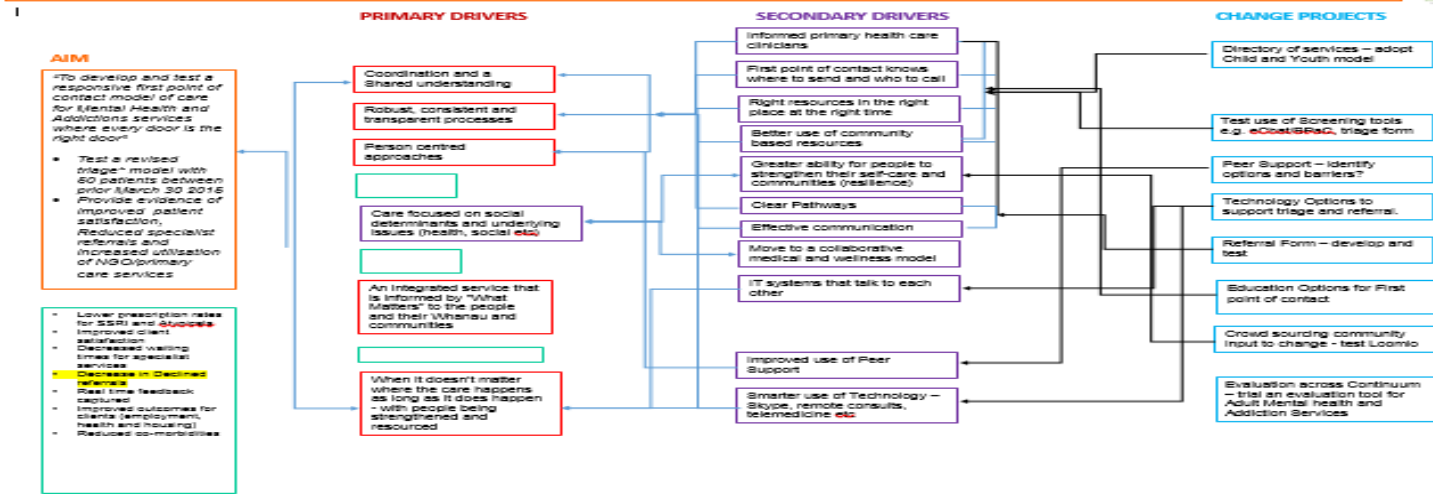 PRIMARY DRIVERS
SECONDARY DRIVERS
CHANGE PROJECTS
AIM
"To develop and test a
responsive first point of
contact model of care
for Mental Health and
Addictions services
where every door is the
right door"
• Test a revised
triage* model with
50 patients between
prior March 30 2015
• Provide evidence of
improved patient
satisfaction,
Reduced specialist
referrals and
increased utilisation
of NGO/primary
care services
• Lower prescription rates
for SSRI and
• Improved client
satisfaction
• Decreased waiting
times for specialist
services
• Decrease in Declined
referrals
• Real time feedback
captured
• Improved outcomes for
clients (employment,
health and housing)
• Reduced co-morbidities
Coordination and a
Shared understanding
Robust, consistent and
transparent processes
Person centred
approaches
Care focused on social
determinants and underlying
issues (health, social etc)
An integrated service that
is informed by "What
Matters" to the people
and their Whanau and
communities
When it doesn't matter
where the care happens
as long as it does happen
- with people being
strengthened and
resourced
Informed primary health care
clinicians
First point of contact knows
where to send and who to call
Right resources in the right
place at the right time
Better use of community
based resources
Greater ability for people to
strengthen their self-care and
communities (resilience)
Clear Pathways
Effective communication
Move to a collaborative
medical and wellness model
IT systems that talk to each
other
Improved use of Peer
Support
Smarter use of Technology –
Skype, remote consults,
telemedicine etc
Directory of services – adopt
Child and Youth model
Test use of Screening tools
e.g. eChat/BPaC, triage form
Peer Support – identify
options and barriers?
Technology Options to
support triage and referral.
Referral Form – develop and
test
Education Options for First
point of contact
Crowd sourcing community
input to change - test Loomio
Evaluation across Continuum
– trial an evaluation tool for
Adult Mental health and
Addiction Services